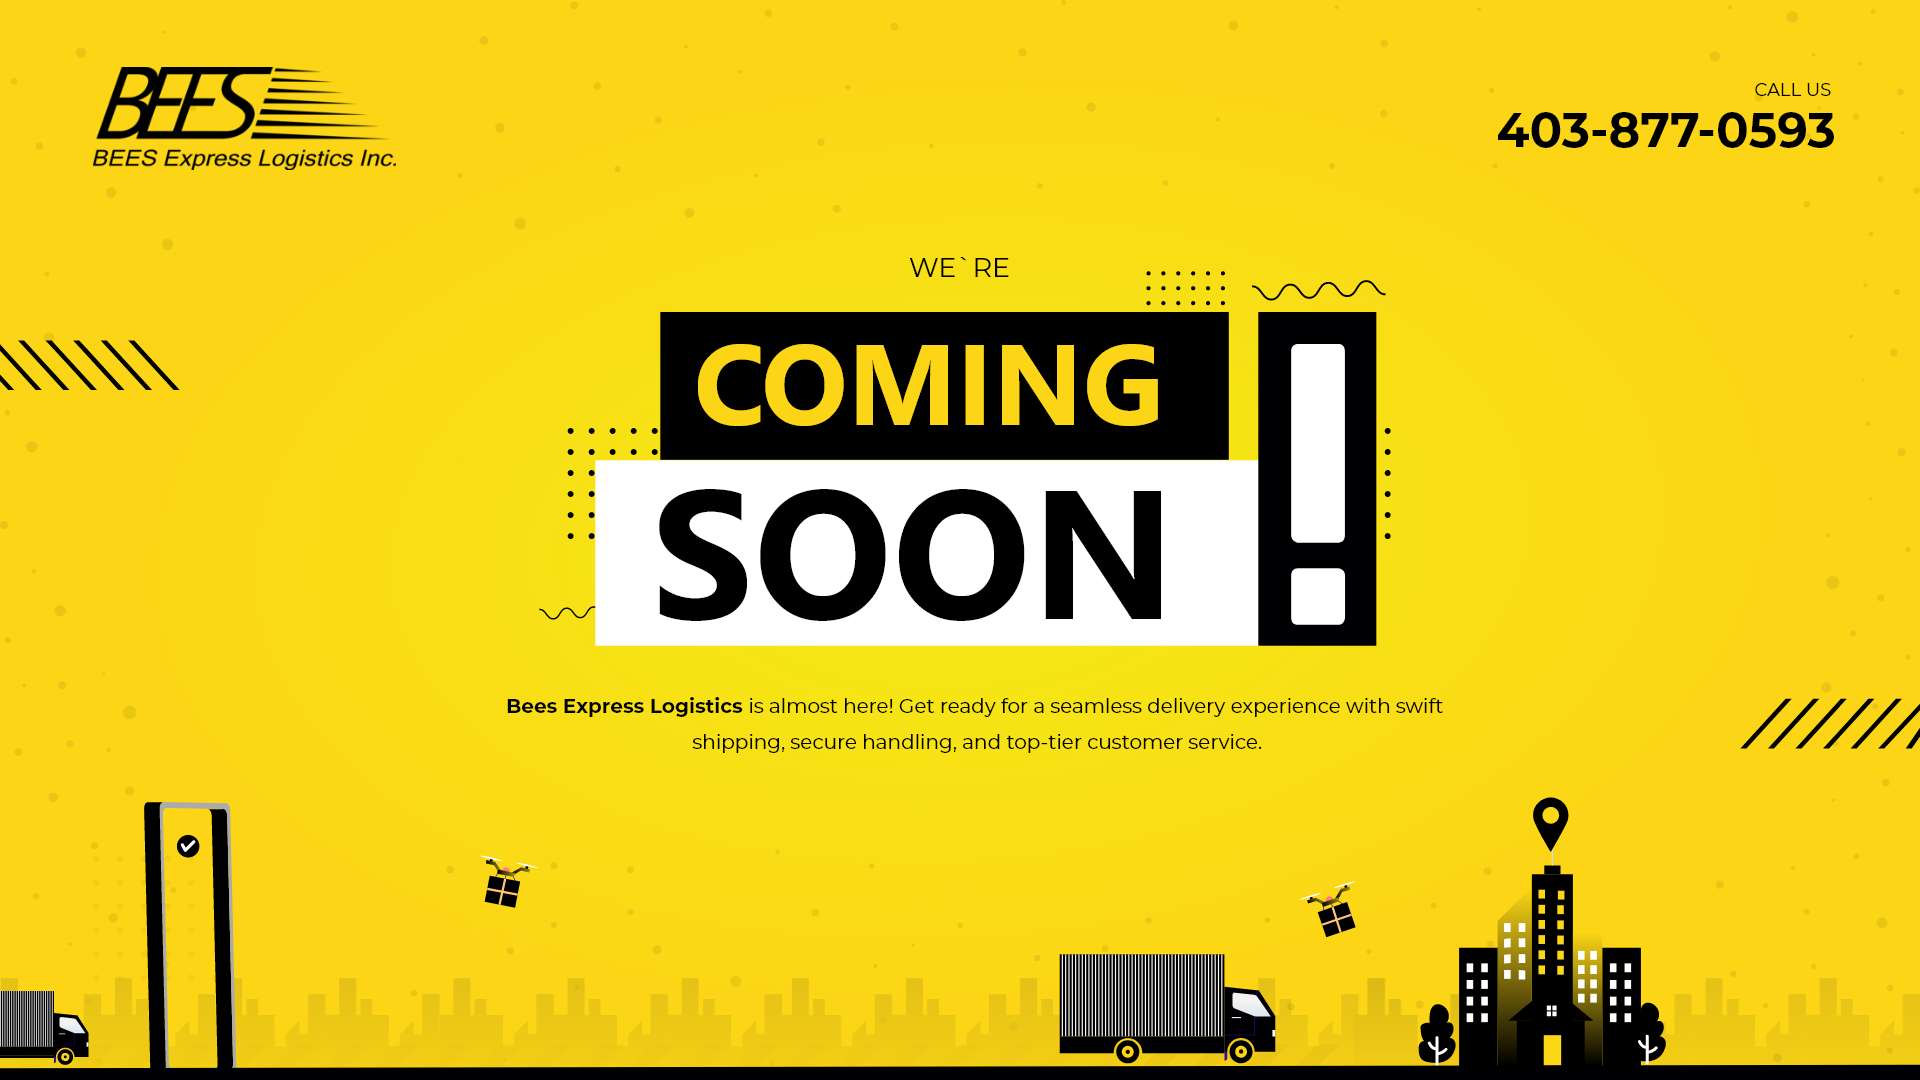 BEES
BEES Express Logistics Inc.
CALL US
403-877-0593
WE`RE
COMING
SOON
!
Bees Express Logistics is almost here! Get ready for a seamless delivery experience with swift
shipping, secure handling, and top-tier customer service.